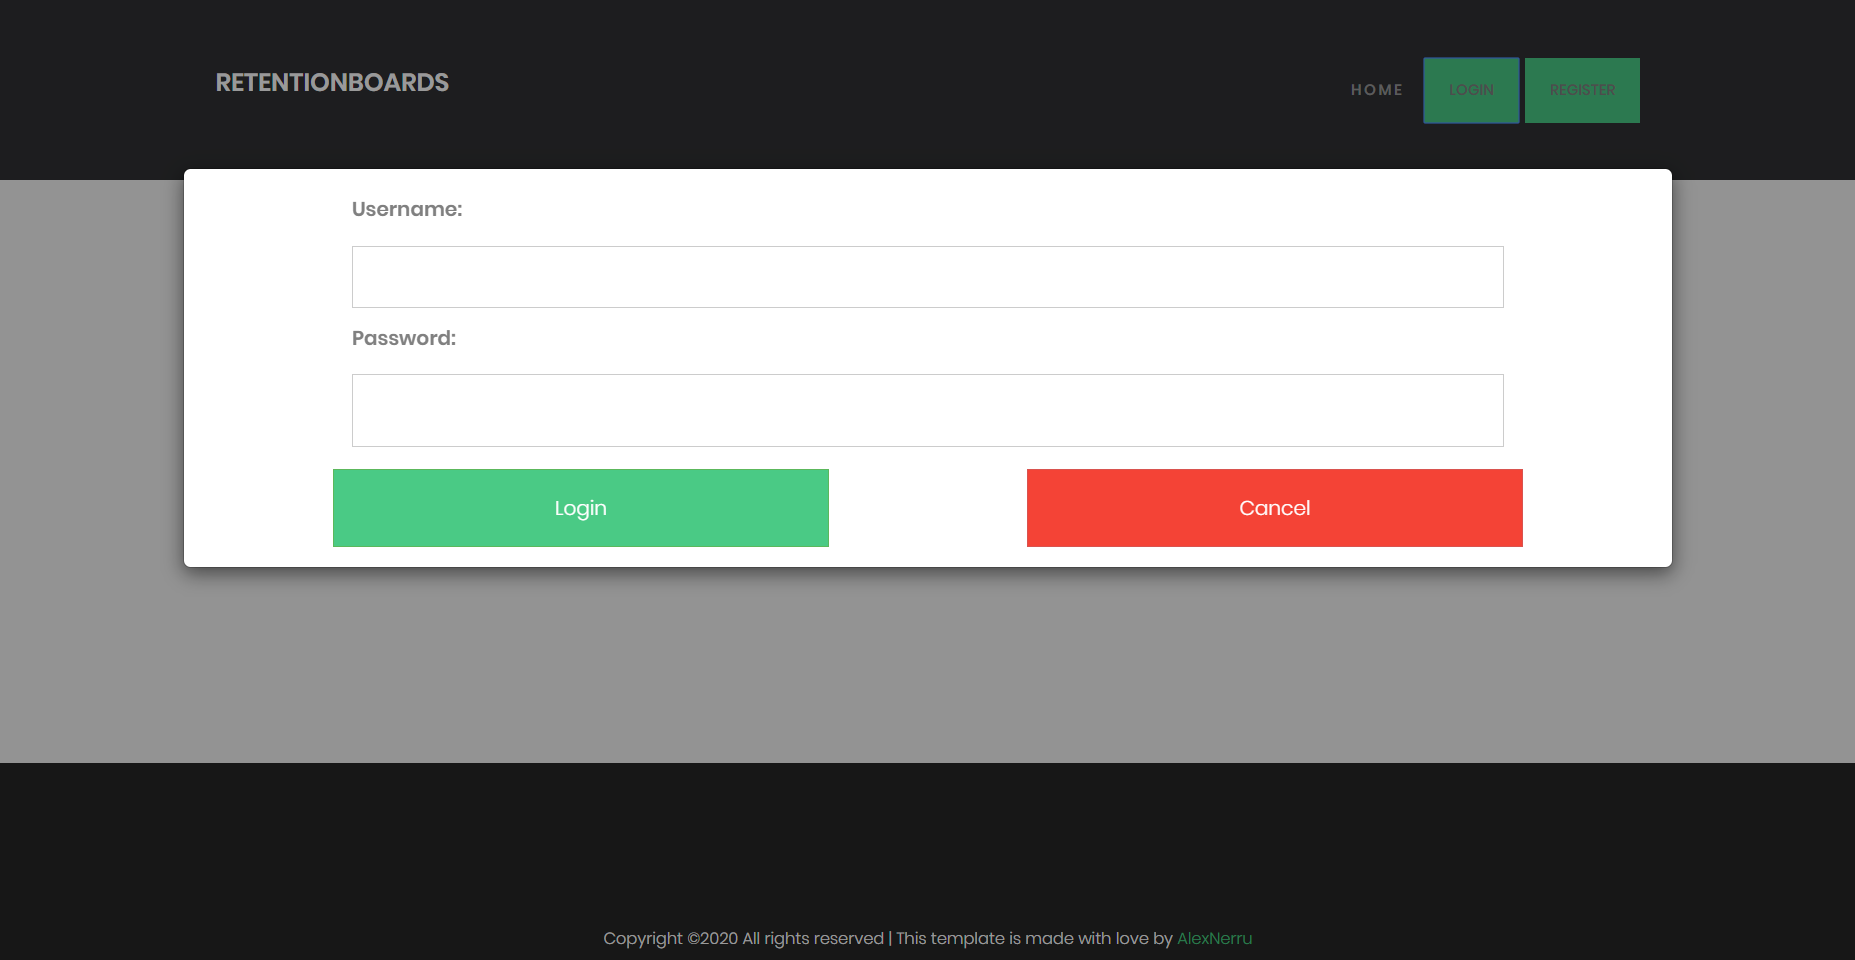 RETENTIONBOARDS
HOME LOGIN REGISTER
Username:
Password:
Login Cancel
Copyright ©2020 All rights reserved | This template is made with love by AlexNerru